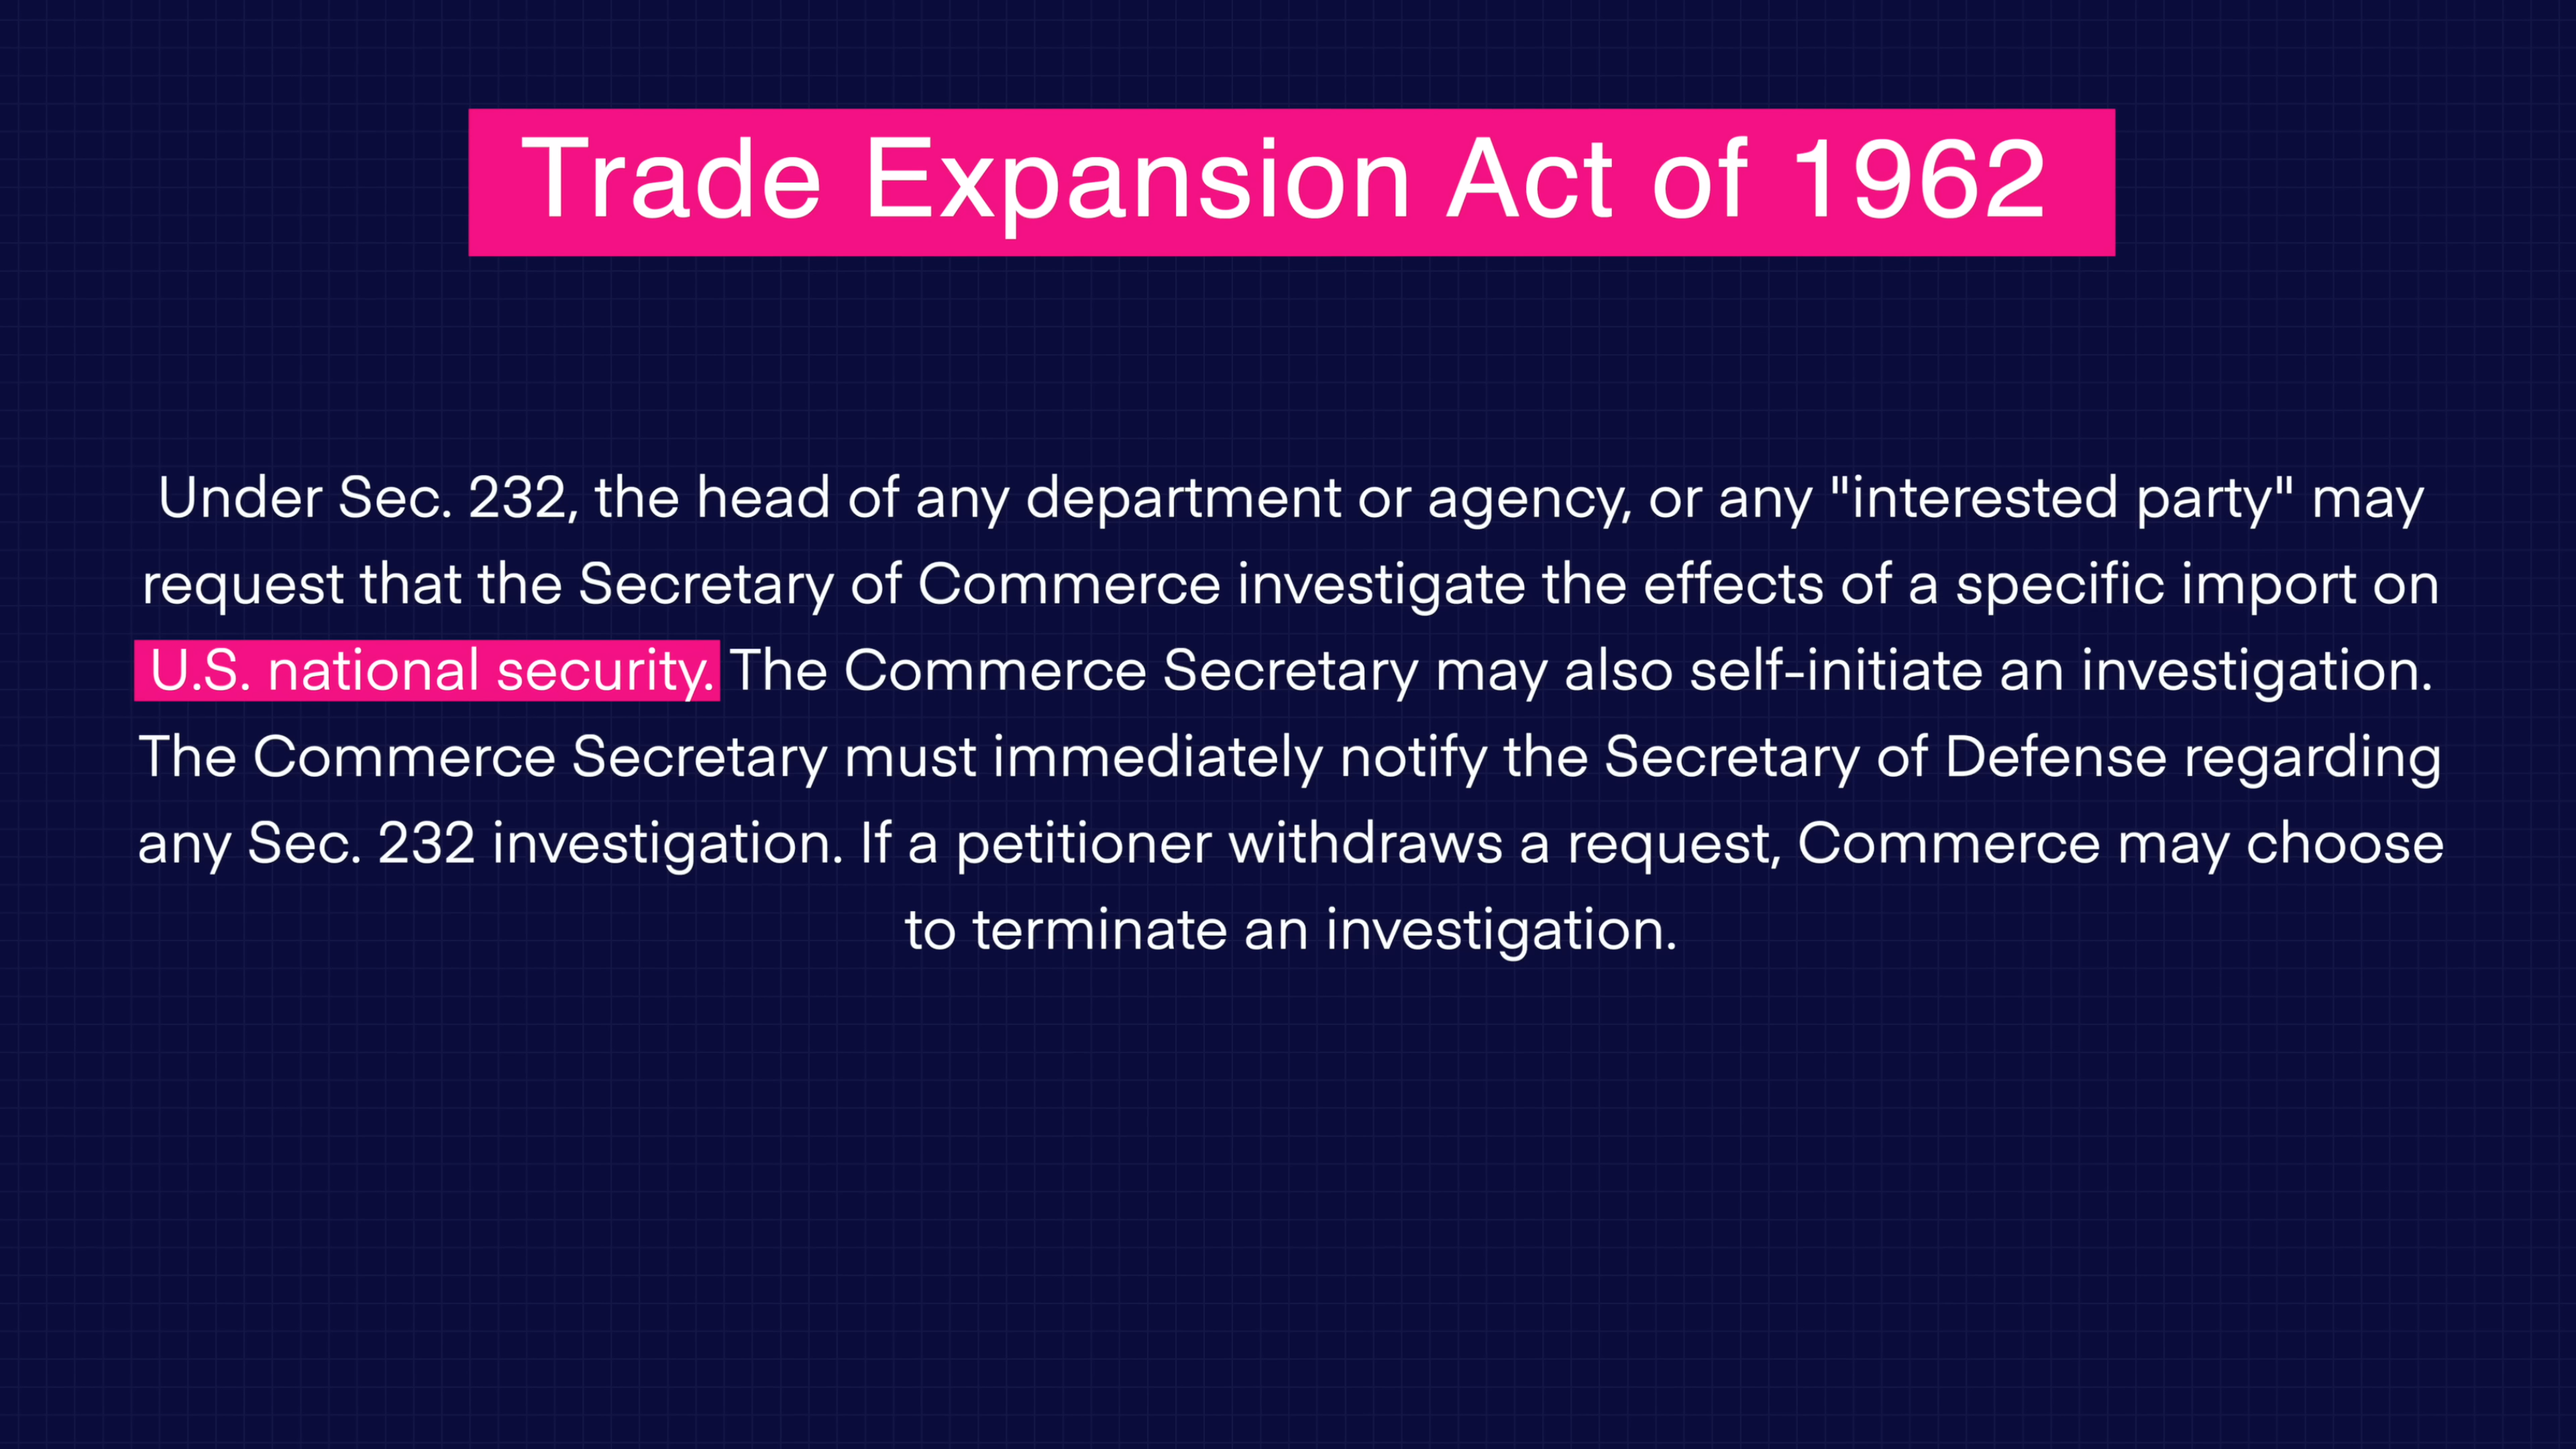 Trade Expansion Act of 1962
Under Sec. 232, the head of any department or agency, or any "interested party" may
request that the Secretary of Commerce investigate the effects of a specific import on
U.S. national security. The Commerce Secretary may also self-initiate an investigation.
The Commerce Secretary must immediately notify the Secretary of Defense regarding
any Sec. 232 investigation. If a petitioner withdraws a request, Commerce may choose
to terminate an investigation.